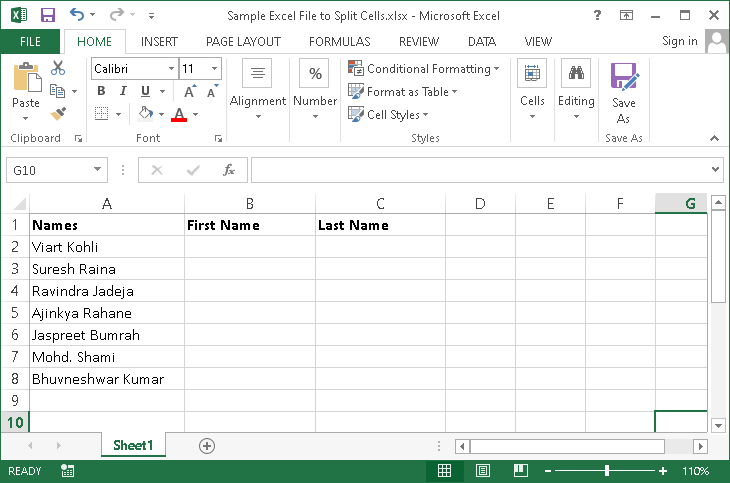 Sample Excel File to Split Cells.xlsx - Microsoft Excel
FILE HOME INSERT PAGE LAYOUT FORMULAS REVIEW DATA VIEW Sign in
Paste
Clipboard
Calibri 11
B I U A A
A
Font
Alignment
%
Number
Conditional Formatting
Format as Table
Cell Styles
Styles
Cells
Editing
Save As
Save As
G10 fx
A B C D E F G
1 Names First Name Last Name
2 Viart Kohli
3 Suresh Raina
4 Ravindra Jadeja
5 Ajinkya Rahane
6 Jaspreet Bumrah
7 Mohd. Shami
8 Bhuvneshwar Kumar
9
10
Sheet1
READY 110%